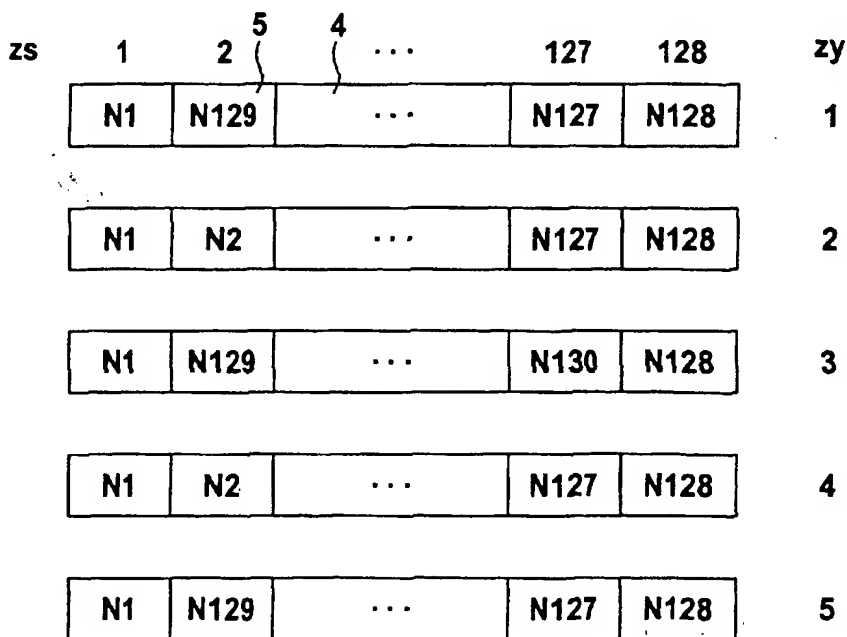 5 4
zs 1 2 ... 127 128 zy
N1 N129 ... N127 N128 1
N1 N2 ... N127 N128 2
N1 N129 ... N130 N128 3
N1 N2 ... N127 N128 4
N1 N129 ... N127 N128 5